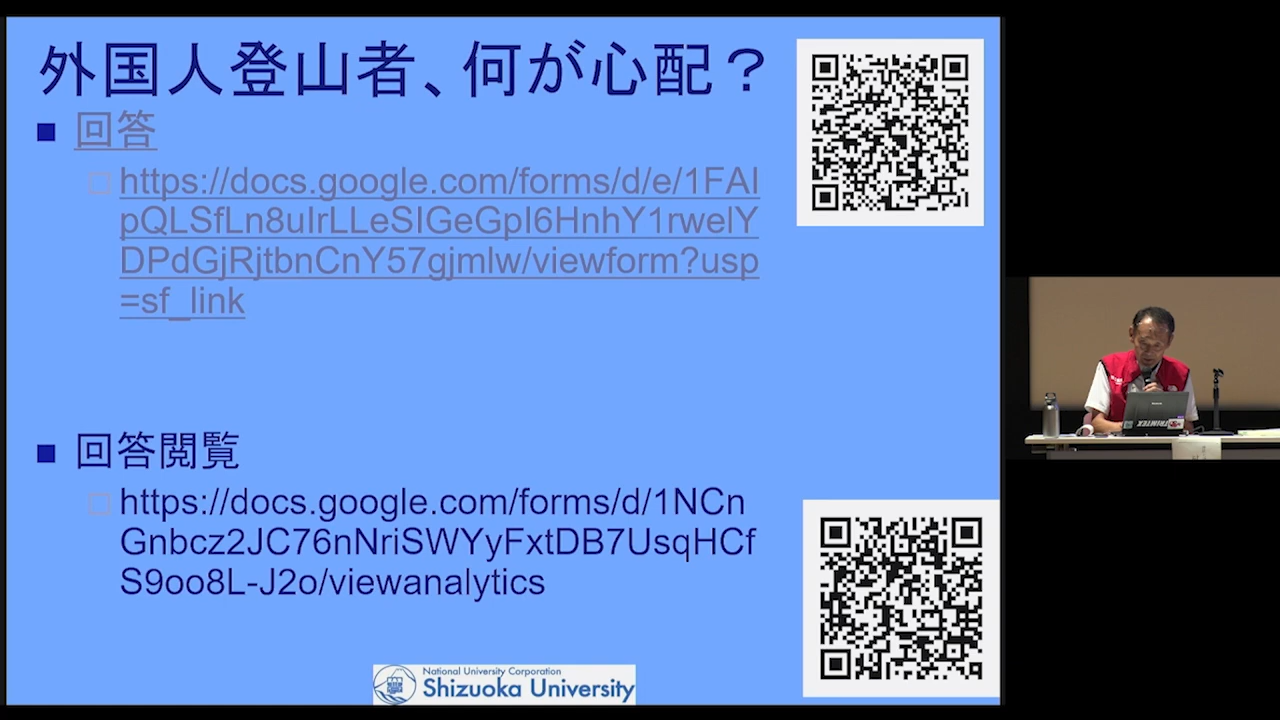 外国人登山者、何が心配？
回答
https://docs.google.com/forms/d/e/1FAI
pQLSfLn8uIrLLeSIGeGpI6HnhY1rwelY
DPdGjRjtbnCnY57gjmlw/viewform?usp
=sf_link
回答閲覧
https://docs.google.com/forms/d/1NCn
Gnbcz2JC76nNriSWYyFxtDB7UsqHCf
S9oo8L-J2o/viewanalytics
National University Corporation
Shizuoka University